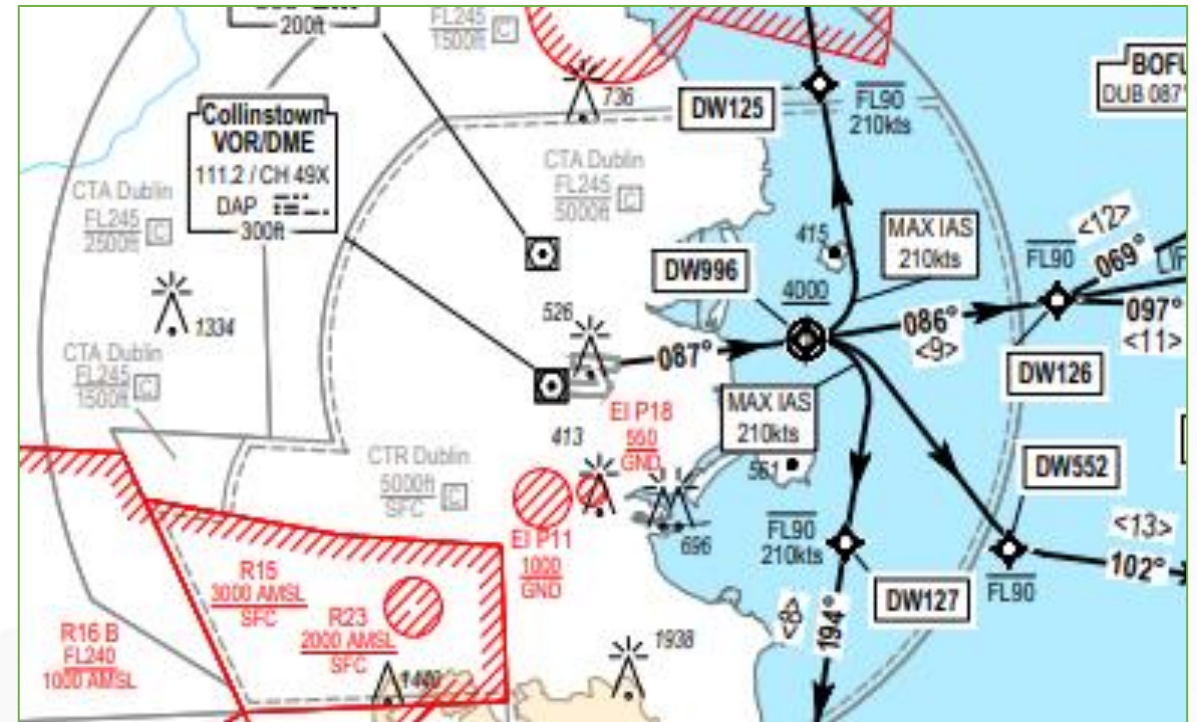 200ft
FL245
1500ft C
736
DW125
FL90
210kts
BOFU
DUB 087°
Collinstown
VOR/DME
111.2 / CH 49X
DAP
300ft
CTA Dublin
FL245
5000ft C
CTA Dublin
FL245
2500ft C
415
MAX IAS
210kts
DW996
4000
FL90
<12>
069°
LIF
1334
526
087°
086°
<9>
097°
<11>
CTA Dublin
FL245
1500ft C
DW126
MAX IAS
210kts
EI P18
550
GND
413
561
CTR Dublin
5000ft C
SFC
DW552
696
FL90
210kts
<13>
102°
EI P11
1000
GND
FL90
DW127
R15
3000 AMSL
SFC
R23
2000 AMSL
SFC
<8>
194°
R16 B
FL240
1000 AMSL
1938